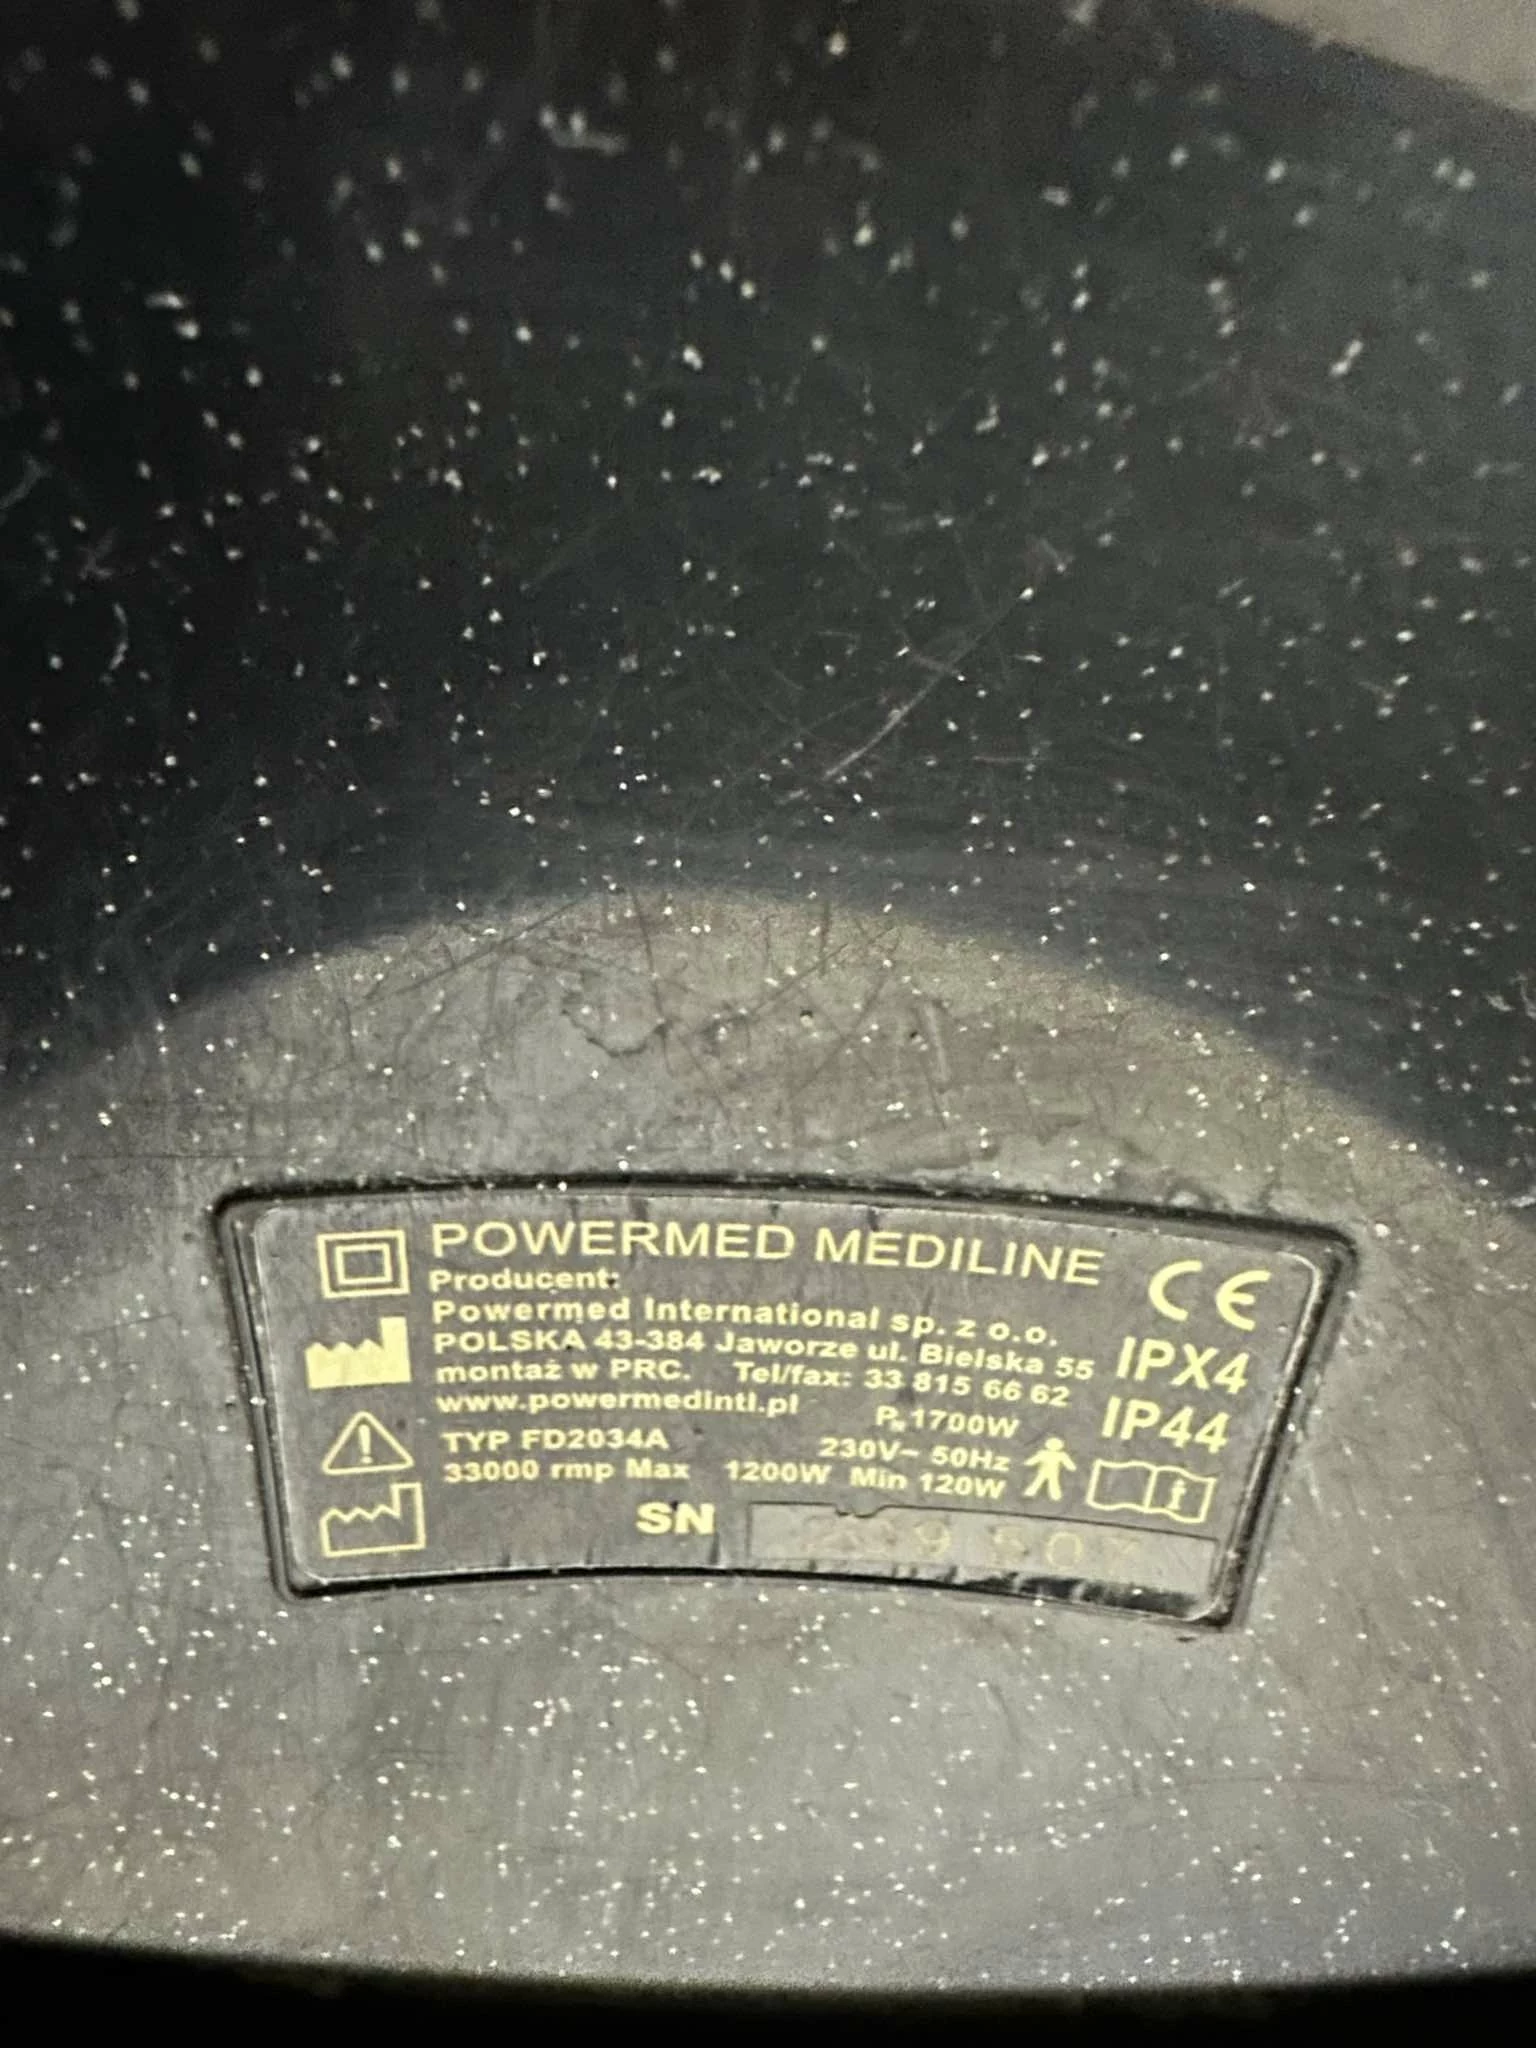 POWERMED MEDILINE
CE
Producent:
Powermed International sp. z o.o.
POLSKA 43-384 Jaworze ul. Bielska 55
IPX4
montaż w PRC. Tel/fax: 33 815 66 62
www.powermedintl.pl
Pₙ 1700W
IP44
TYP FD2034A
230V~ 50Hz
33000 rmp Max 1200W Min 120W
SN